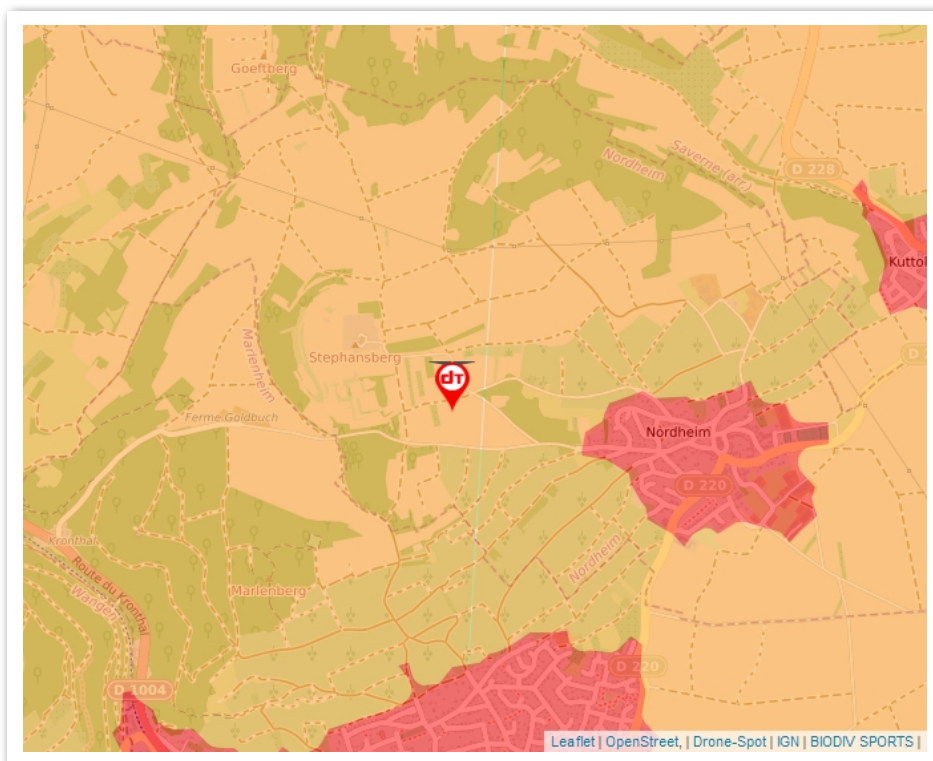 Goeftberg
Nordheim
Saverne (arr.)
D 228
Kuttol
Marlenheim
Stephansberg
D
dT
Ferme Goldbuch
Nordheim
D 220
Kronthal
Route du Kronthal
Wangen
Nordheim
Marlenberg
D 220
D 1004
Leaflet | OpenStreet, | Drone-Spot | IGN | BIODIV SPORTS |